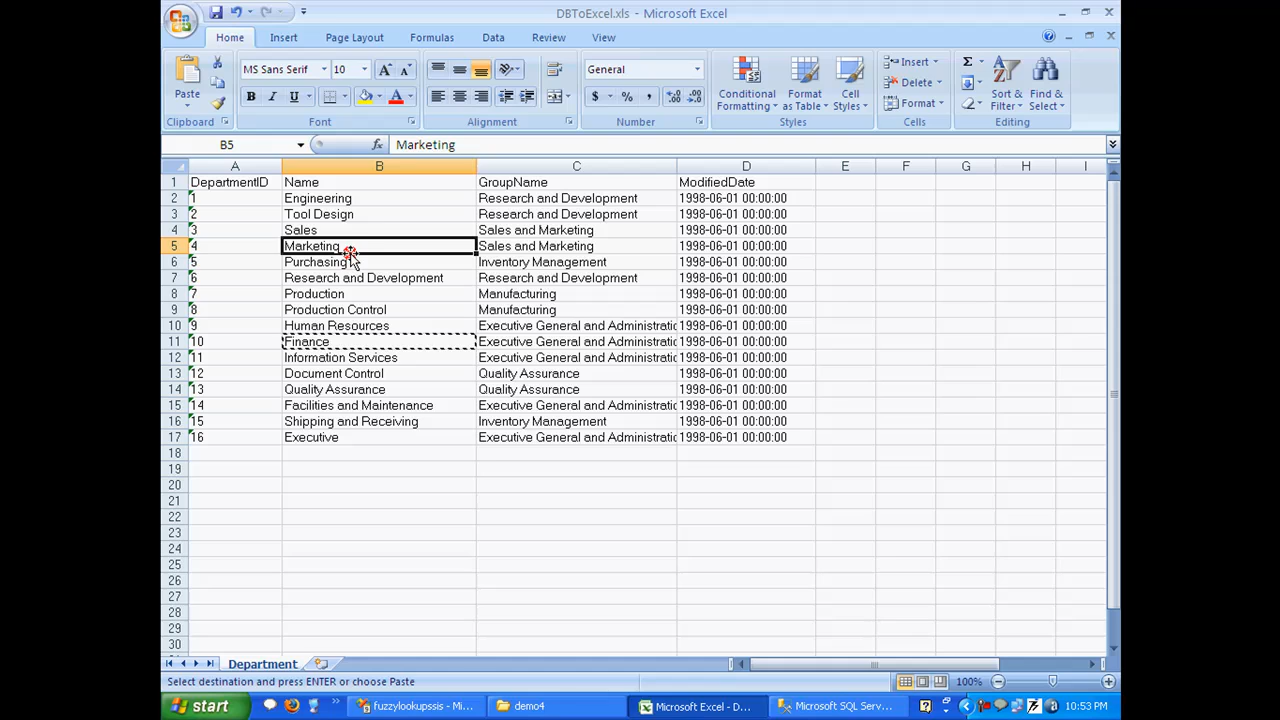 DBToExcel.xls - Microsoft Excel
Home Insert Page Layout Formulas Data Review View
Paste
MS Sans Serif 10
B I U
General
$ % ,
Conditional Formatting
Format as Table
Cell Styles
Insert
Delete
Format
Σ
Sort & Filter
Find & Select
Clipboard Font Alignment Number Styles Cells Editing
B5 fx Marketing
A B C D E F G H I
1 DepartmentID Name GroupName ModifiedDate
2 1 Engineering Research and Development 1998-06-01 00:00:00
3 2 Tool Design Research and Development 1998-06-01 00:00:00
4 3 Sales Sales and Marketing 1998-06-01 00:00:00
5 4 Marketing Sales and Marketing 1998-06-01 00:00:00
6 5 Purchasing Inventory Management 1998-06-01 00:00:00
7 6 Research and Development Research and Development 1998-06-01 00:00:00
8 7 Production Manufacturing 1998-06-01 00:00:00
9 8 Production Control Manufacturing 1998-06-01 00:00:00
10 9 Human Resources Executive General and Administratio 1998-06-01 00:00:00
11 10 Finance Executive General and Administratio 1998-06-01 00:00:00
12 11 Information Services Executive General and Administratio 1998-06-01 00:00:00
13 12 Document Control Quality Assurance 1998-06-01 00:00:00
14 13 Quality Assurance Quality Assurance 1998-06-01 00:00:00
15 14 Facilities and Maintenance Executive General and Administratio 1998-06-01 00:00:00
16 15 Shipping and Receiving Inventory Management 1998-06-01 00:00:00
17 16 Executive Executive General and Administratio 1998-06-01 00:00:00
18
19
20
21
22
23
24
25
26
27
28
29
30
Department
Select destination and press ENTER or choose Paste 100%
start fuzzylookupssis - Mi... demo4 Microsoft Excel - D... Microsoft SQL Serv... 10:53 PM